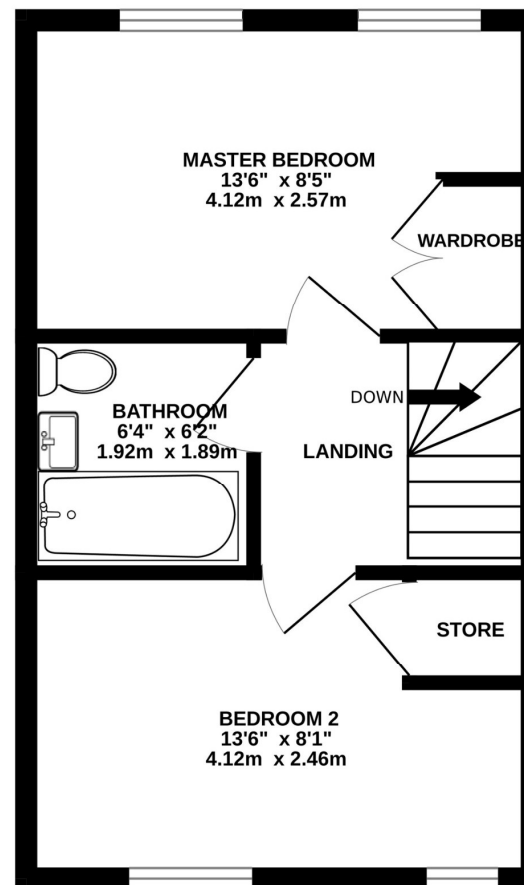 MASTER BEDROOM
13'6" x 8'5"
4.12m x 2.57m
WARDROBE
DOWN
BATHROOM
6'4" x 6'2"
1.92m x 1.89m
LANDING
STORE
BEDROOM 2
13'6" x 8'1"
4.12m x 2.46m